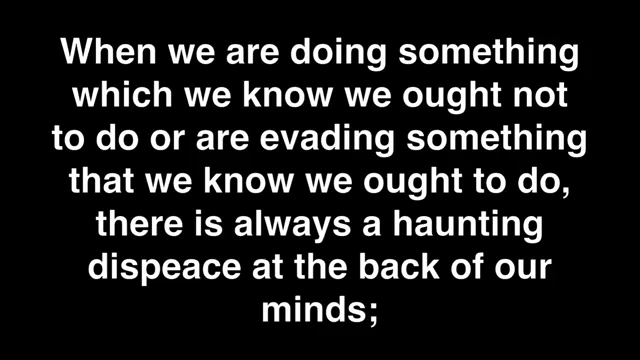 When we are doing something
which we know we ought not
to do or are evading something
that we know we ought to do,
there is always a haunting
dispeace at the back of our
minds;